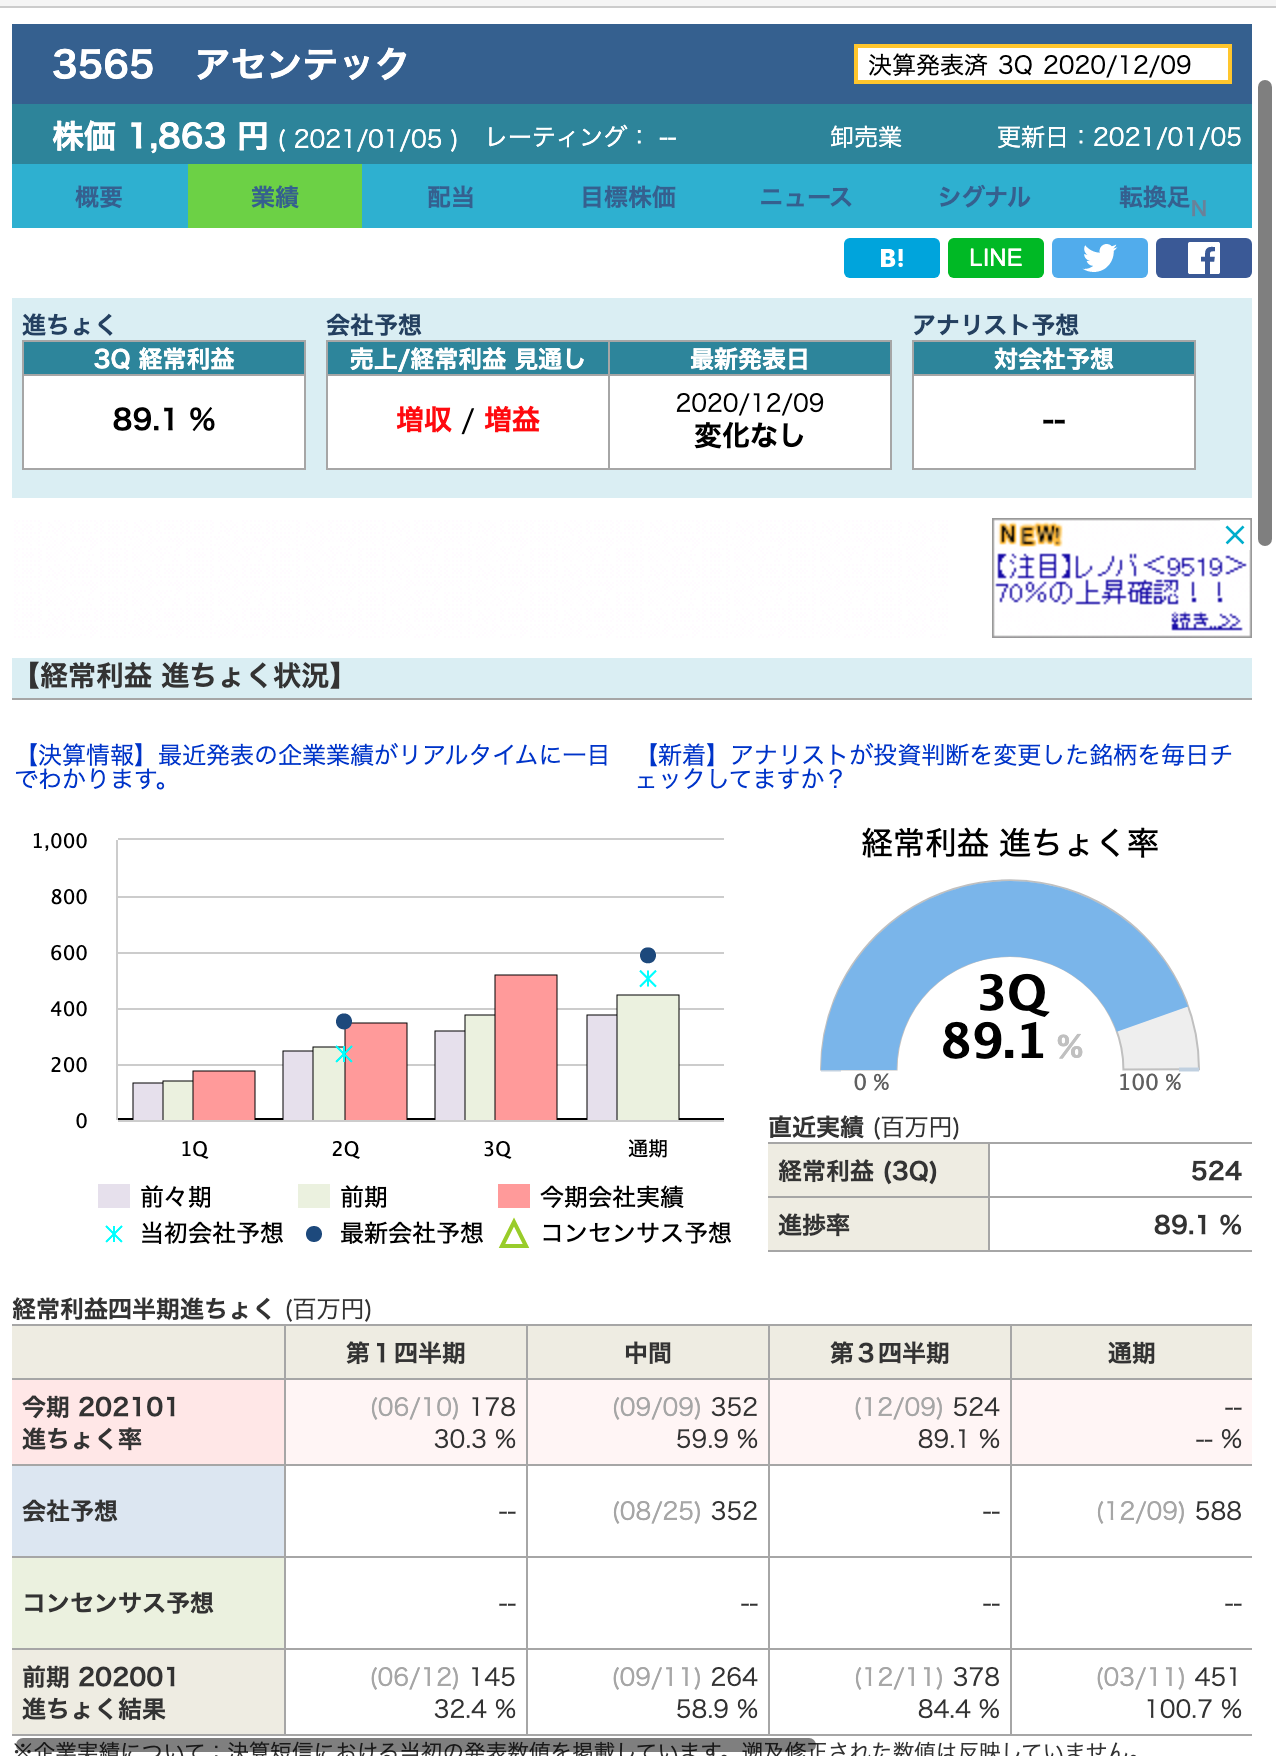 3565 アセンテック
決算発表済 3Q 2020/12/09
株価 1,863 円 ( 2021/01/05 ) レーティング： -- 卸売業 更新日：2021/01/05
概要 業績 配当 目標株価 ニュース シグナル 転換足N
B! LINE
進ちょく 会社予想 アナリスト予想
3Q 経常利益 売上/経常利益 見通し 最新発表日 対会社予想
89.1 % 増収 / 増益 2020/12/09 --
変化なし
NEW!
【注目】レノバ<9519>
70%の上昇確認！！
続き..>>
【経常利益 進ちょく状況】
【決算情報】最近発表の企業業績がリアルタイムに一目
でわかります。
【新着】アナリストが投資判断を変更した銘柄を毎日チ
ェックしてますか？
1,000
800
600
400
200
0
1Q 2Q 3Q 通期
前々期 前期 今期会社実績
当初会社予想 最新会社予想 コンセンサス予想
経常利益 進ちょく率
3Q
89.1 %
0 % 100 %
直近実績 (百万円)
経常利益 (3Q) 524
進捗率 89.1 %
経常利益四半期進ちょく (百万円)
第１四半期 中間 第３四半期 通期
今期 202101 (06/10) 178 (09/09) 352 (12/09) 524 --
進ちょく率 30.3 % 59.9 % 89.1 % -- %
会社予想 -- (08/25) 352 -- (12/09) 588
コンセンサス予想 -- -- -- --
前期 202001 (06/12) 145 (09/11) 264 (12/11) 378 (03/11) 451
進ちょく結果 32.4 % 58.9 % 84.4 % 100.7 %
※企業実績について：決算短信における当初の発表数値を掲載しています。遡及修正された数値は反映していません。